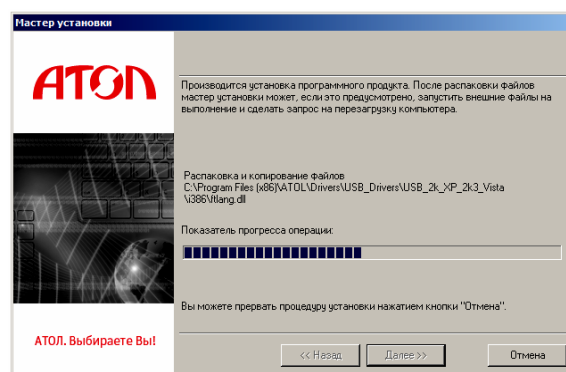 Мастер установки
АТОЛ
Производится установка программного продукта. После распаковки файлов
мастер установки может, если это предусмотрено, запустить внешние файлы на
выполнение и сделать запрос на перезагрузку компьютера.
Распаковка и копирование файлов
C:\Program Files (x86)\ATOL\Drivers\USB_Drivers\USB_2k_XP_2k3_Vista
\i386\ftlang.dll
Показатель прогресса операции:
Вы можете прервать процедуру установки нажатием кнопки "Отмена".
АТОЛ. Выбираете Вы!
<< Назад
Далее >>
Отмена